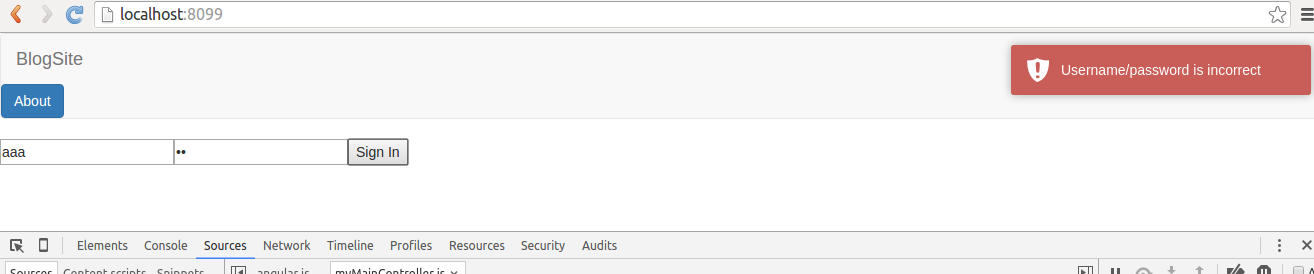 localhost:8099
BlogSite
Username/password is incorrect
About
aaa
••
Sign In
Elements Console Sources Network Timeline Profiles Resources Security Audits
Sources Content scripts Snippets angular.js myMainController.js